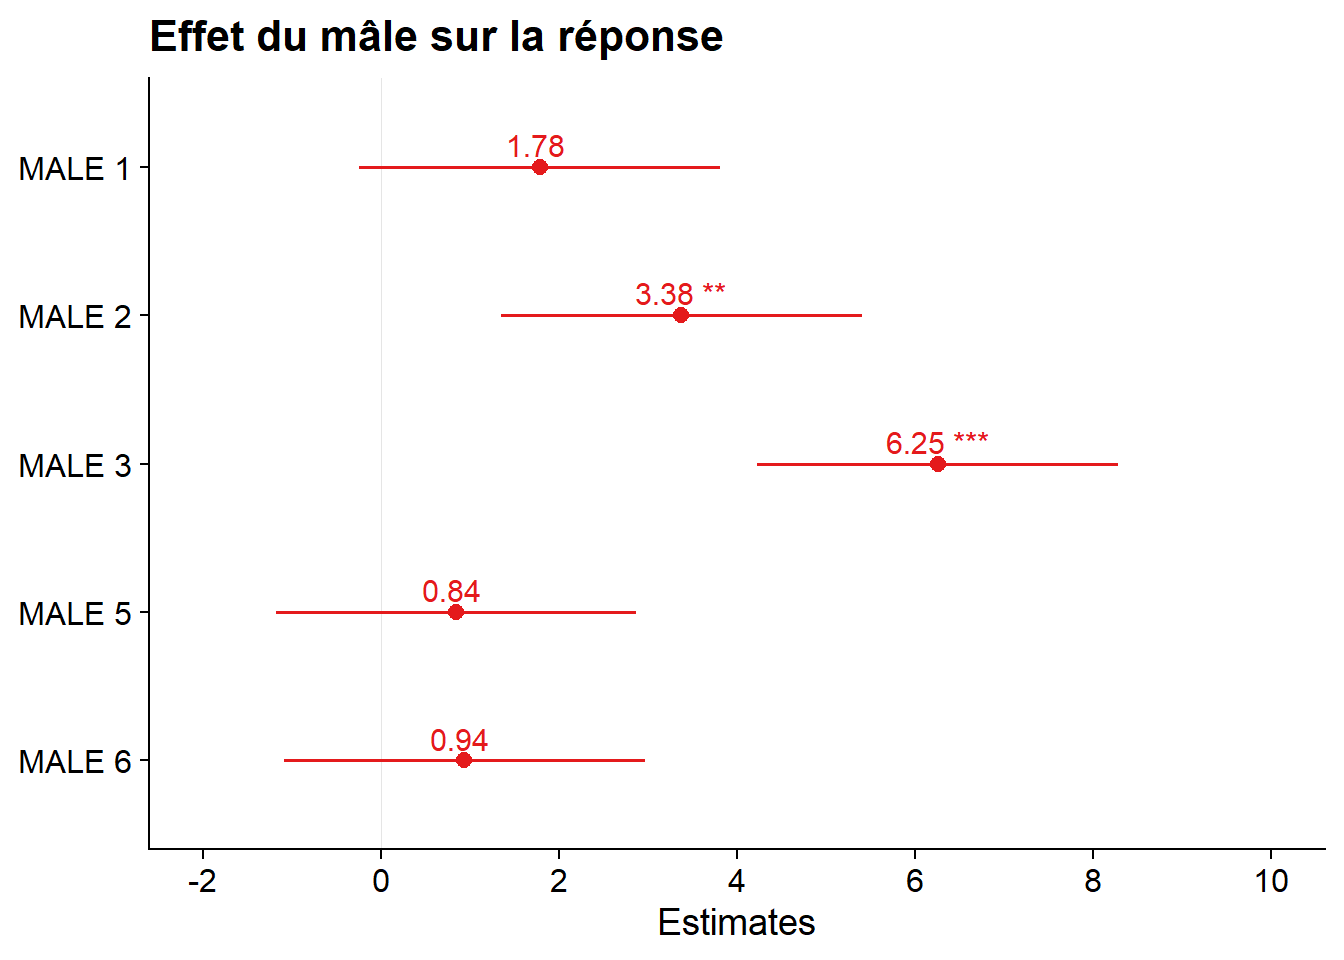 Effet du mâle sur la réponse
MALE 1
1.78
MALE 2
3.38 **
MALE 3
6.25 ***
MALE 5
0.84
MALE 6
0.94
-2 0 2 4 6 8 10
Estimates